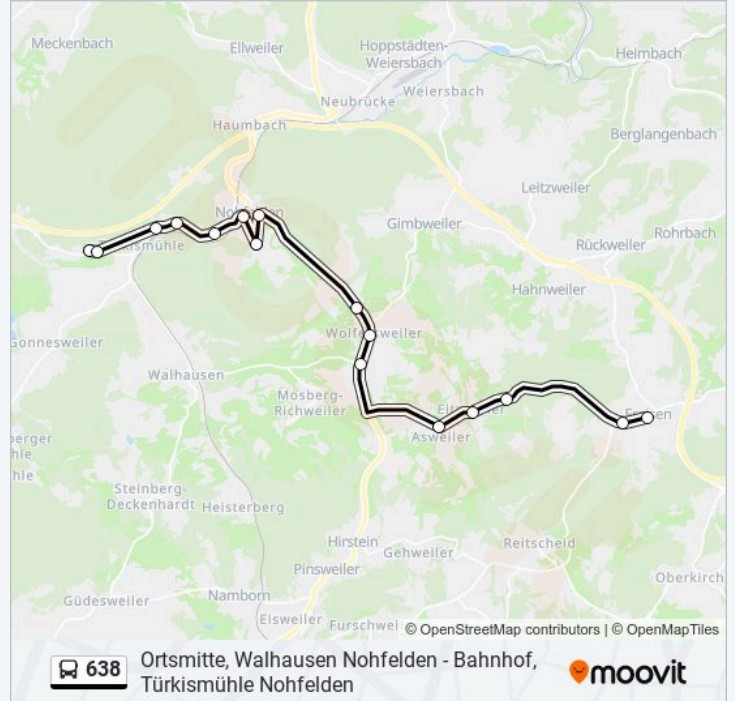 Meckenbach
Ellweiler
Hoppstädten-
Weiersbach
Heimbach
Weiersbach
Neubrücke
Haumbach
Berglangenbach
Leitzweiler
Gimbweiler
Rohrbach
Rückweiler
Hahnweiler
Walhausen
Mosberg-
Richweiler
Asweiler
Steinberg-
Deckenhardt
Heisterberg
Hirstein
Gehweiler
Reitscheid
Pinsweiler
Oberkirch
Namborn
Güdesweiler
Eisweiler
Furschwei
© OpenStreetMap contributors | © OpenMapTiles
638
Ortsmitte, Walhausen Nohfelden - Bahnhof,
Türkismühle Nohfelden
moovit